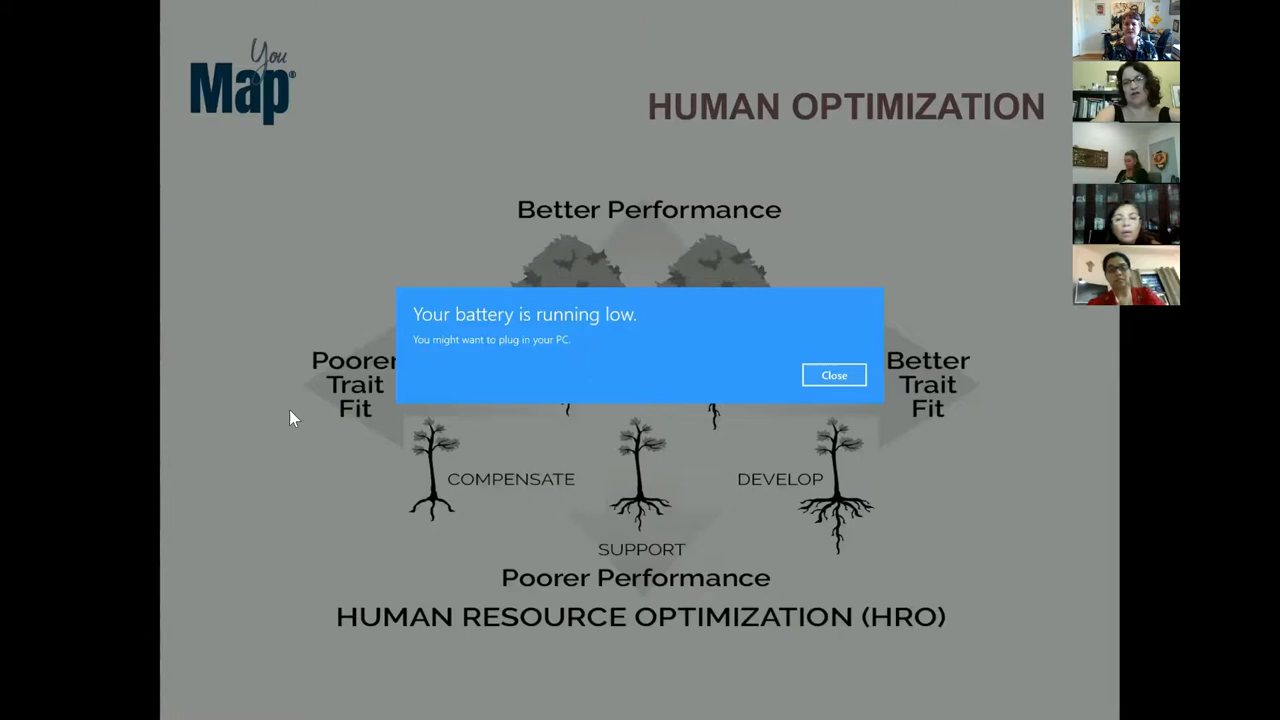 You
Map®
HUMAN OPTIMIZATION
Better Performance
Your battery is running low.
You might want to plug in your PC.
Close
Poorer
Trait
Fit
Better
Trait
Fit
COMPENSATE
DEVELOP
SUPPORT
Poorer Performance
HUMAN RESOURCE OPTIMIZATION (HRO)